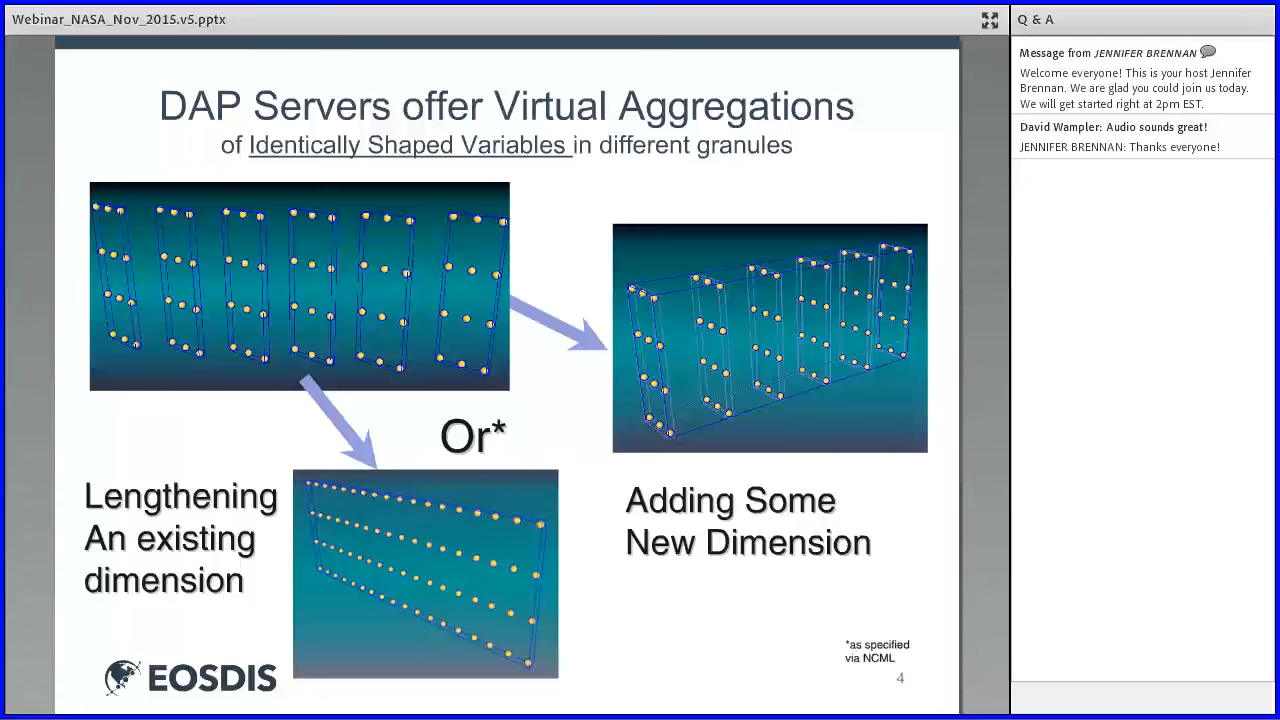 Webinar_NASA_Nov_2015.v5.pptx
DAP Servers offer Virtual Aggregations
of Identically Shaped Variables in different granules
Or*
Lengthening
An existing
dimension
Adding Some
New Dimension
*as specified
via NCML
EOSDIS
4
Q & A
Message from JENNIFER BRENNAN
Welcome everyone! This is your host Jennifer
Brennan. We are glad you could join us today.
We will get started right at 2pm EST.
David Wampler: Audio sounds great!
JENNIFER BRENNAN: Thanks everyone!